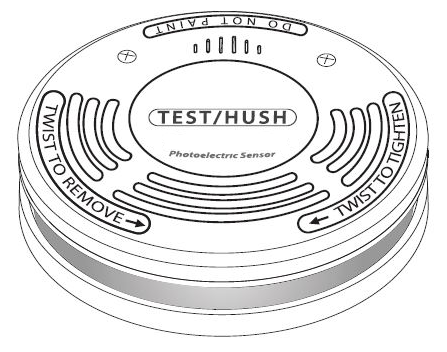 DO NOT PAINT
TEST/HUSH
Photoelectric Sensor
TWIST TO REMOVE →
← TWIST TO TIGHTEN